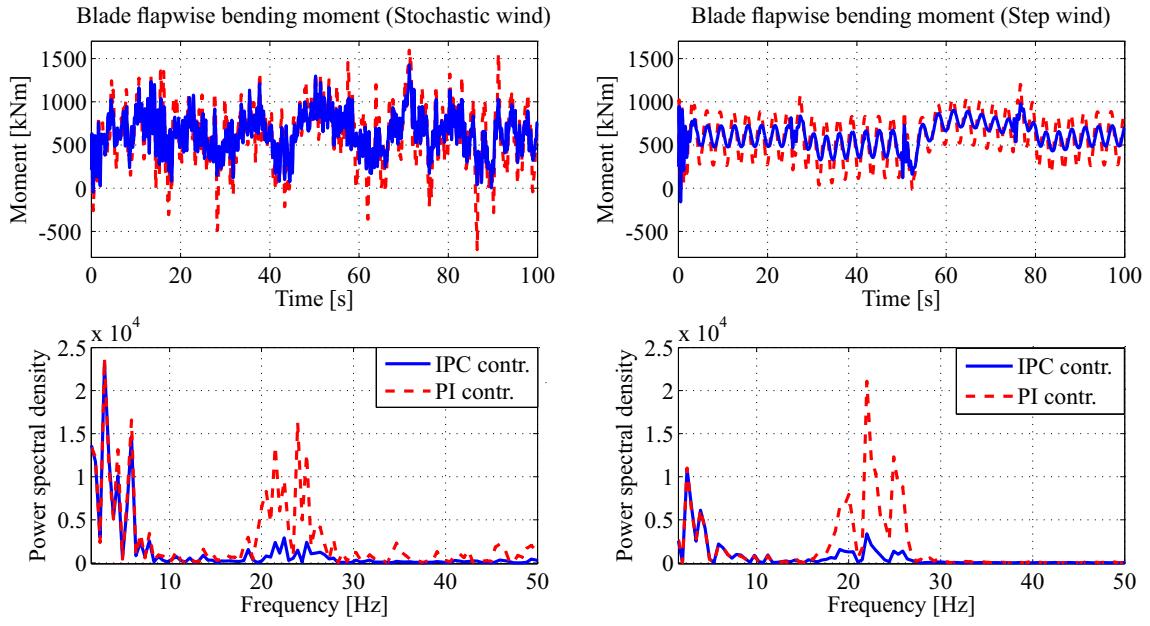 Blade flapwise bending moment (Stochastic wind)
Moment [kNm]
1500
1000
500
0
-500
0 20 40 60 80 100
Time [s]
Blade flapwise bending moment (Step wind)
Moment [kNm]
1500
1000
500
0
-500
0 20 40 60 80 100
Time [s]
x 10^4
Power spectral density
2.5
2
1.5
1
0.5
0
10 20 30 40 50
Frequency [Hz]
IPC contr.
PI contr.
x 10^4
Power spectral density
2.5
2
1.5
1
0.5
0
10 20 30 40 50
Frequency [Hz]
IPC contr.
PI contr.